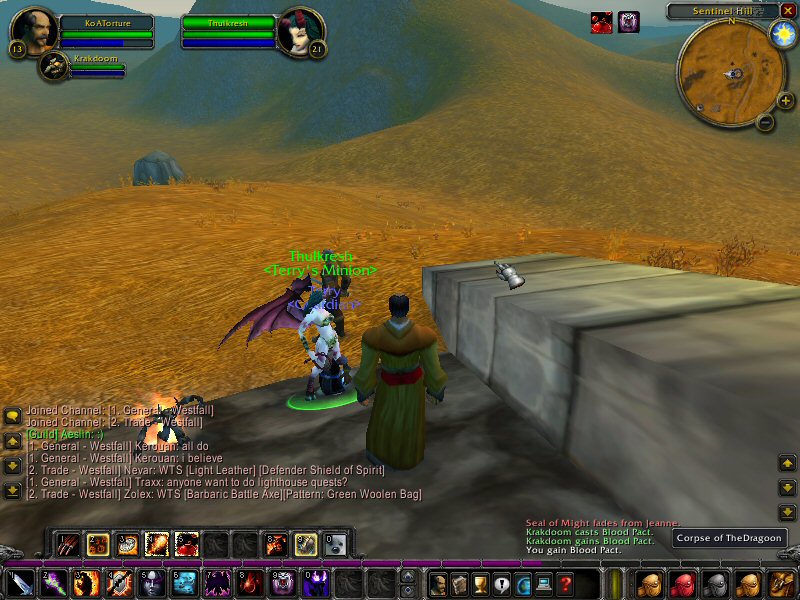 KoATorture
13
Krakdoom
Thulkresh
21
Sentinel Hill
N
Thulkresh
<Terry's Minion>
Terry
Joined Channel: [1. General - Westfall]
Joined Channel: [2. Trade - Westfall]
[Guild] Aeslin: :)
[1. General - Westfall] Kerouan: all do
[1. General - Westfall] Kerouan: i believe
[2. Trade - Westfall] Nevar: WTS [Light Leather] [Defender Shield of Spirit]
[1. General - Westfall] Traxx: anyone want to do lighthouse quests?
[2. Trade - Westfall] Zolex: WTS [Barbaric Battle Axe][Pattern: Green Woolen Bag]
Seal of Might fades from Jeanne.
Krakdoom casts Blood Pact.
Krakdoom gains Blood Pact.
You gain Blood Pact.
Corpse of TheDragoon